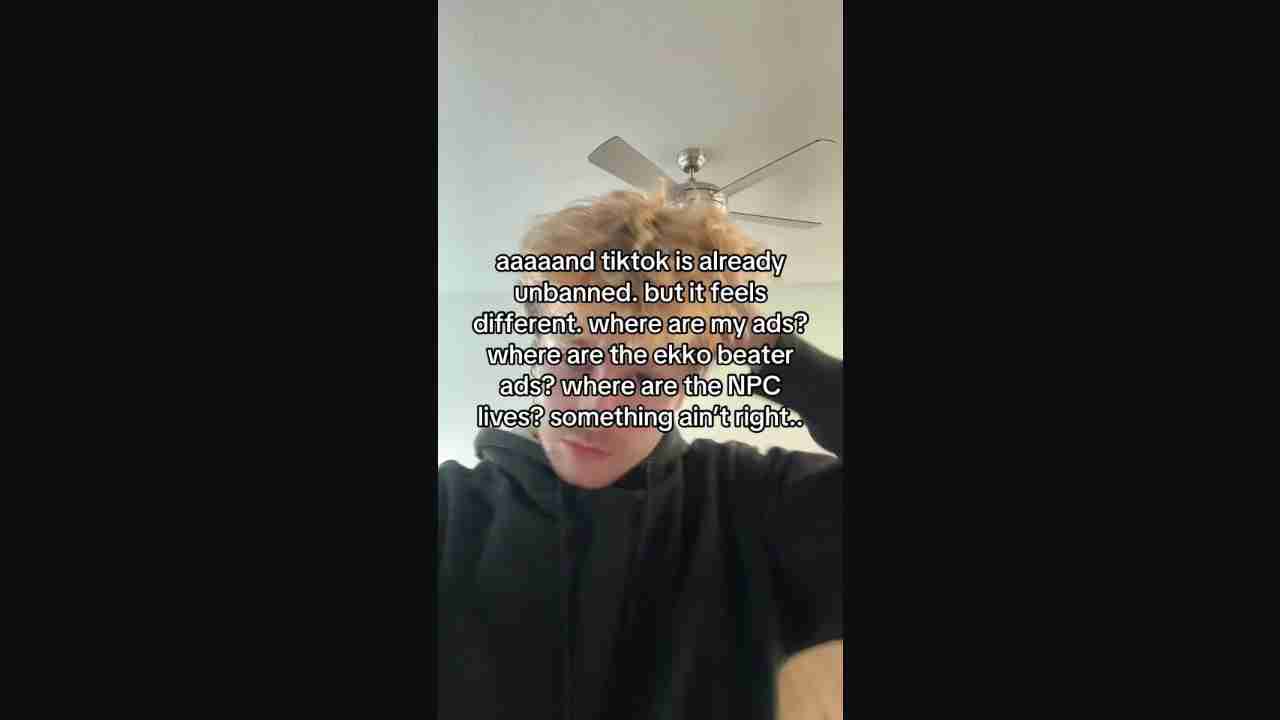 aaaaand tiktok is already
unbanned. but it feels
different. where are my ads?
where are the ekko beater
ads? where are the NPC
lives? something ain't right..